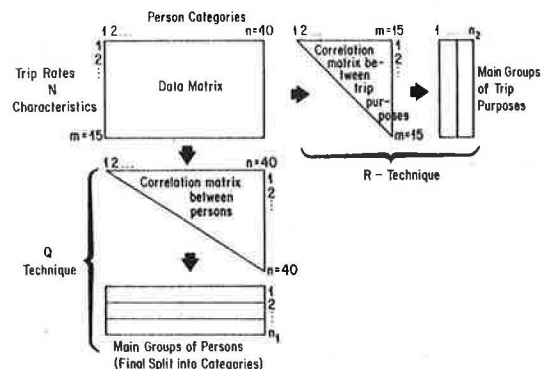 Person Categories
1 2 ... n=40
1
2
Trip Rates
N
Characteristics
m=15
Data Matrix
1 2 ... m=15
Correlation
matrix be-
tween
trip
pur-
poses
1
2
m=15
1 ... n2
Main Groups
of Trip
Purposes
R - Technique
1 2 ... n=40
Correlation matrix
between
persons
1
2
n=40
Q
Technique
1
2
n1
Main Groups of Persons
(Final Split into Categories)